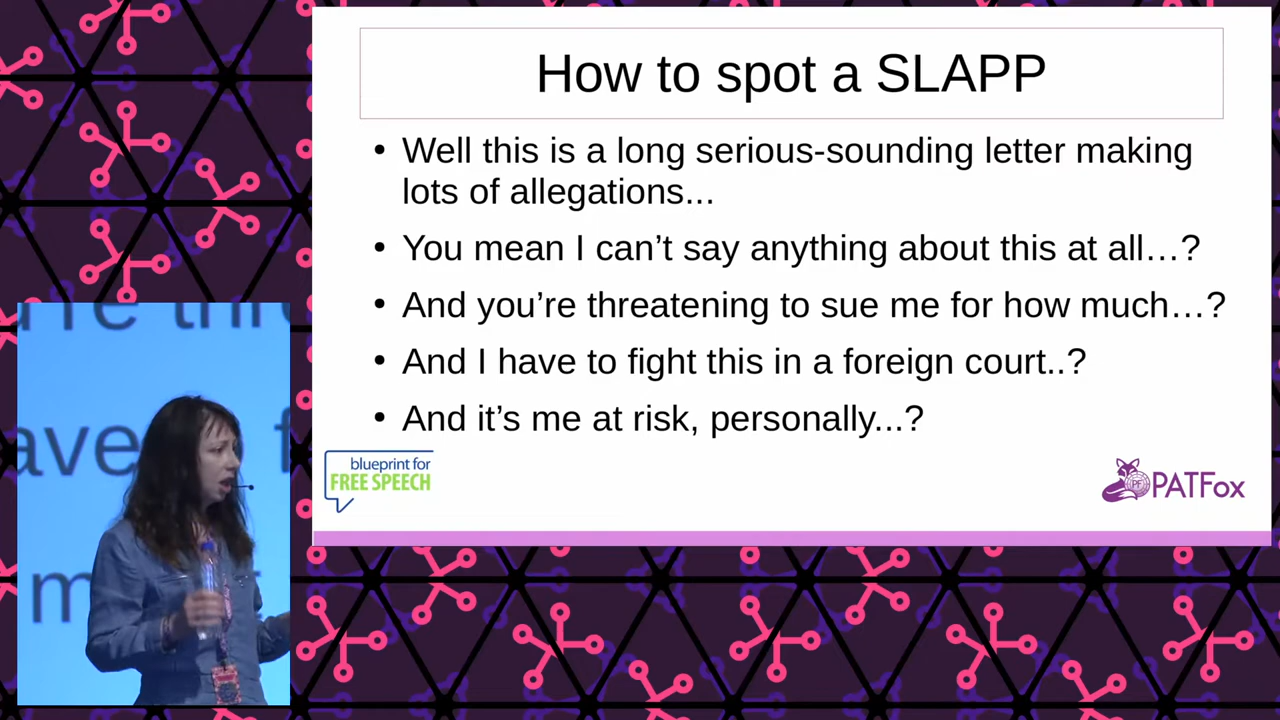 How to spot a SLAPP
• Well this is a long serious-sounding letter making
lots of allegations...
• You mean I can’t say anything about this at all…?
• And you’re threatening to sue me for how much…?
• And I have to fight this in a foreign court..?
• And it’s me at risk, personally...?
blueprint for
FREE SPEECH
PF
PATFox